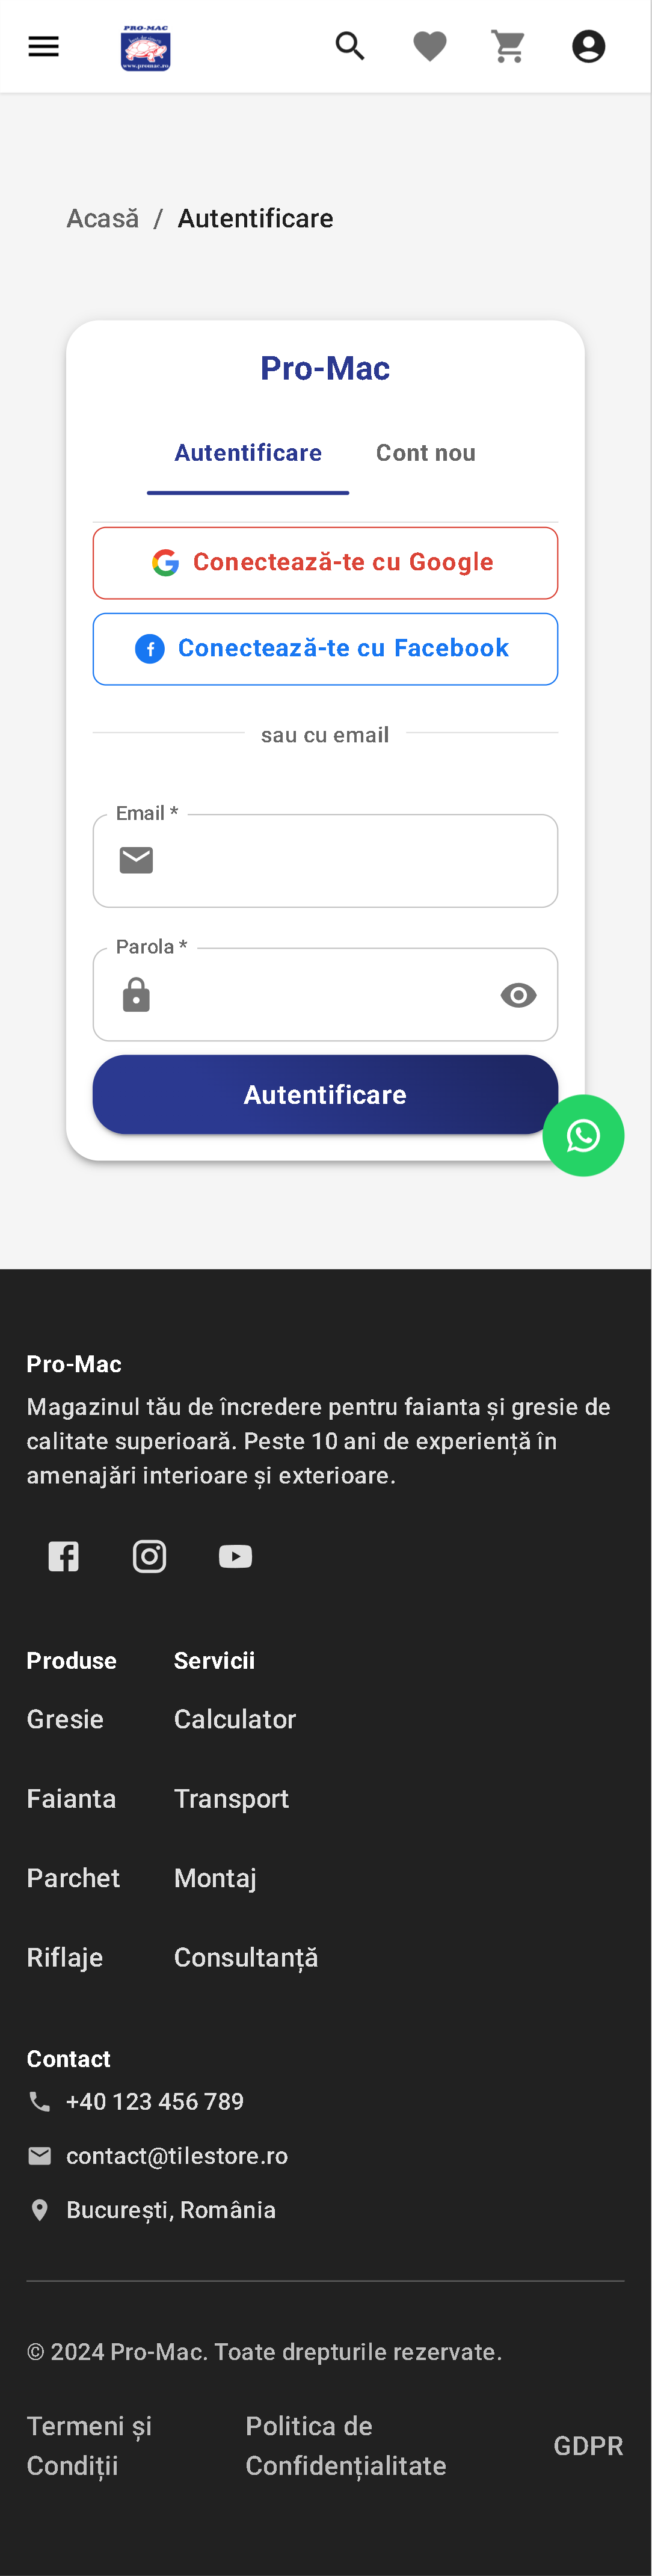 PRO-MAC
www.promac.ro
Acasă / Autentificare
Pro-Mac
Autentificare Cont nou
Conectează-te cu Google
Conectează-te cu Facebook
sau cu email
Email *
Parola *
Autentificare
Pro-Mac
Magazinul tău de încredere pentru faianta și gresie de
calitate superioară. Peste 10 ani de experiență în
amenajări interioare și exterioare.
Produse Servicii
Gresie Calculator
Faianta Transport
Parchet Montaj
Riflaje Consultanță
Contact
+40 123 456 789
contact@tilestore.ro
București, România
© 2024 Pro-Mac. Toate drepturile rezervate.
Termeni și
Condiții
Politica de
Confidențialitate
GDPR